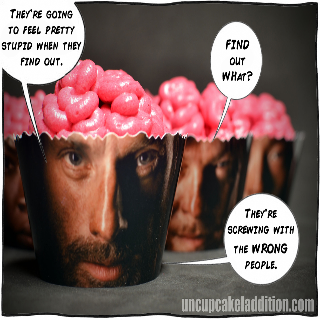 THEY'RE GOING
TO FEEL PRETTY
STUPID WHEN THEY
FIND OUT.
FIND
OUT
WHAT?
THEY'RE
SCREWING WITH
THE WRONG
PEOPLE.
uncupcakeladdition.com